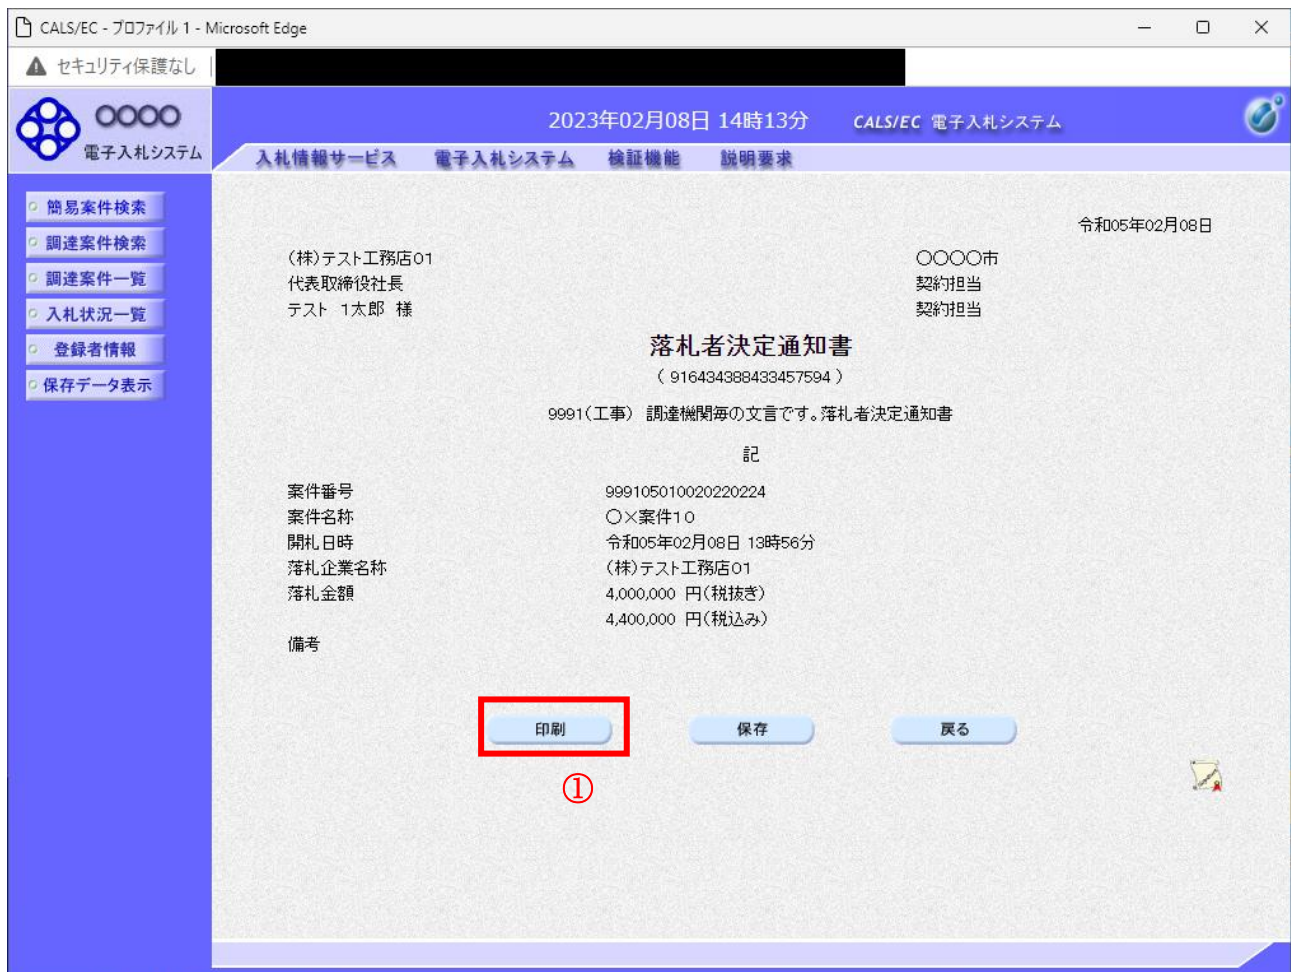 CALS/EC - プロファイル 1 - Microsoft Edge
セキュリティ保護なし
〇〇〇〇
電子入札システム
2023年02月08日 14時13分
CALS/EC 電子入札システム
入札情報サービス 電子入札システム 検証機能 説明要求
簡易案件検索
調達案件検索
調達案件一覧
入札状況一覧
登録者情報
保存データ表示
令和05年02月08日
(株)テスト工務店01
代表取締役社長
テスト 1太郎 様
〇〇〇〇市
契約担当
契約担当
落札者決定通知書
( 916434388433457594 )
9991(工事) 調達機関毎の文言です。落札者決定通知書
記
案件番号 999105010020220224
案件名称 〇×案件10
開札日時 令和05年02月08日 13時56分
落札企業名称 (株)テスト工務店01
落札金額 4,000,000 円(税抜き)
4,400,000 円(税込み)
備考
印刷 保存 戻る
①